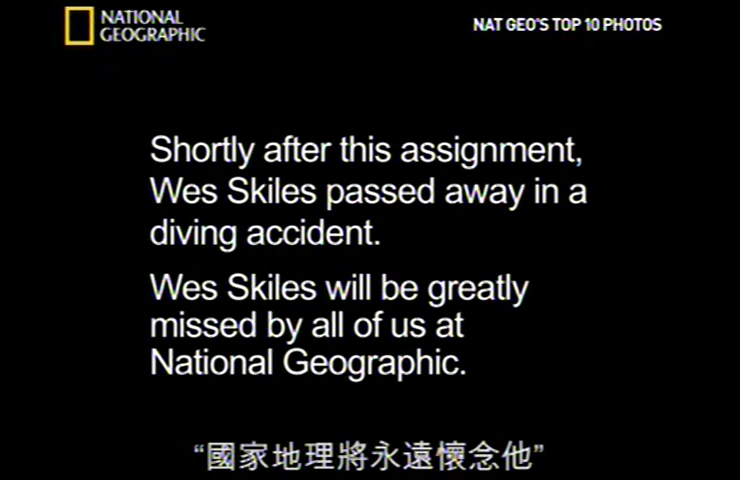 NATIONAL
GEOGRAPHIC
NAT GEO'S TOP 10 PHOTOS
Shortly after this assignment,
Wes Skiles passed away in a
diving accident.
Wes Skiles will be greatly
missed by all of us at
National Geographic.
“國家地理將永遠懷念他”